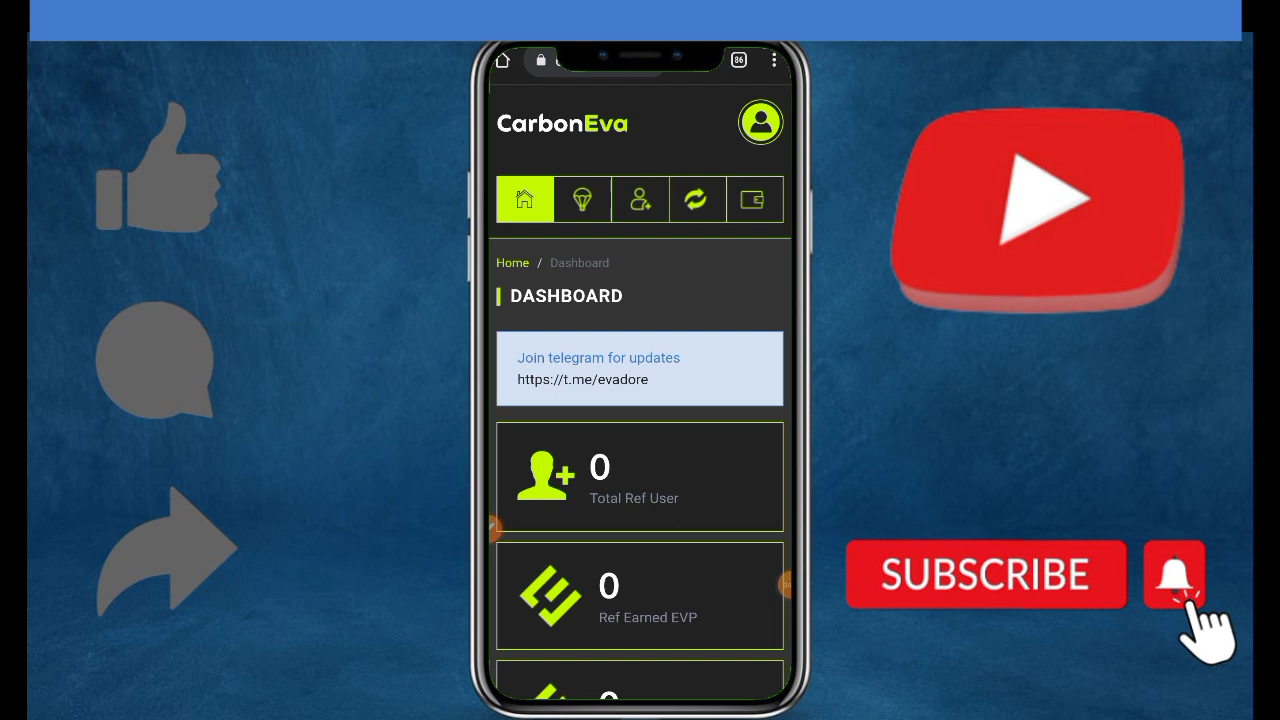 86
CarbonEva
Home / Dashboard
DASHBOARD
Join telegram for updates
https://t.me/evadore
0
Total Ref User
0
Ref Earned EVP
SUBSCRIBE